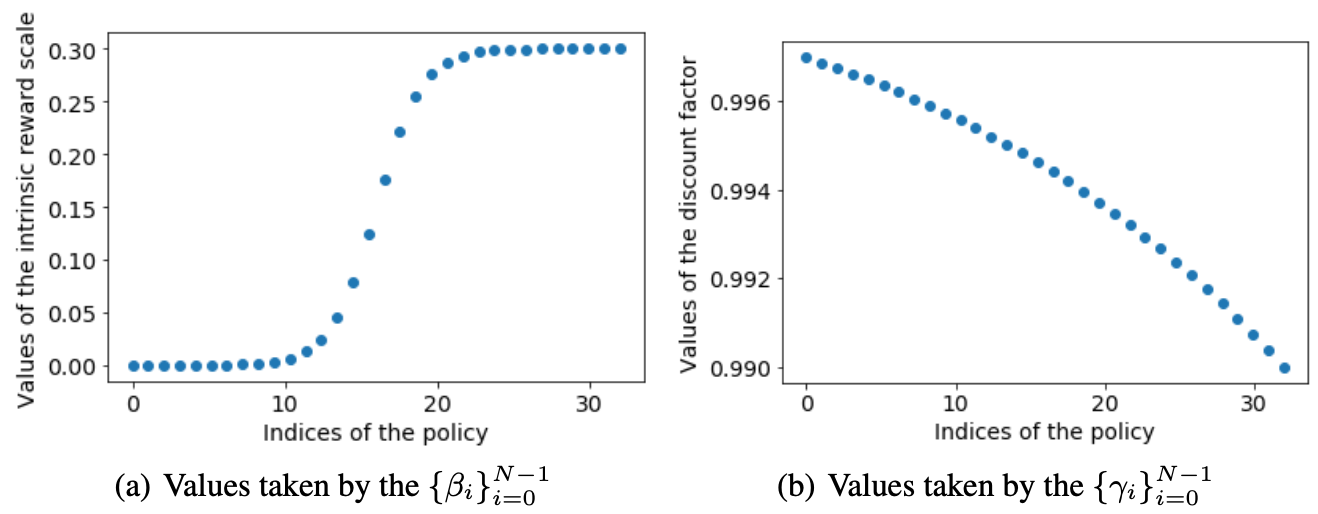 Values of the intrinsic reward scale
0.30
0.25
0.20
0.15
0.10
0.05
0.00
0 10 20 30
Indices of the policy
(a) Values taken by the $\{\beta_i\}_{i=0}^{N-1}$
Values of the discount factor
0.996
0.994
0.992
0.990
0 10 20 30
Indices of the policy
(b) Values taken by the $\{\gamma_i\}_{i=0}^{N-1}$